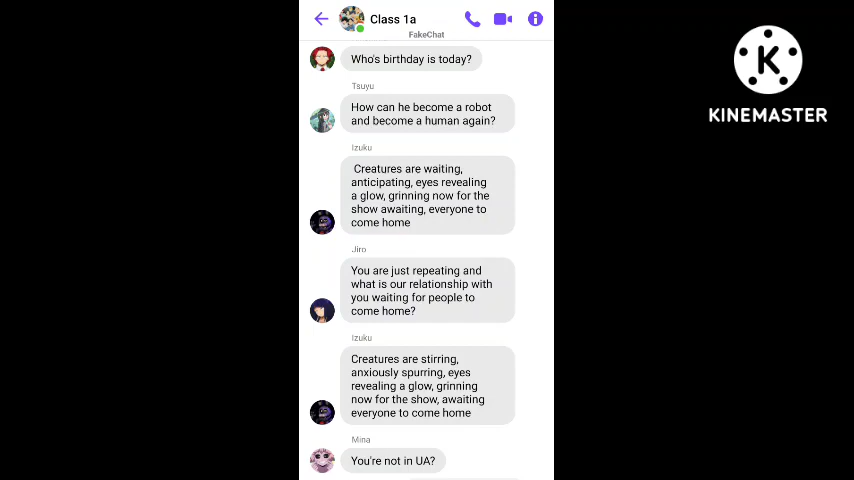 Class 1a
FakeChat
Who's birthday is today?
Tsuyu
How can he become a robot
and become a human again?
Izuku
Creatures are waiting,
anticipating, eyes revealing
a glow, grinning now for the
show awaiting, everyone to
come home
Jiro
You are just repeating and
what is our relationship with
you waiting for people to
come home?
Izuku
Creatures are stirring,
anxiously spurring, eyes
revealing a glow, grinning
now for the show, awaiting
everyone to come home
Mina
You're not in UA?
K
KINEMASTER